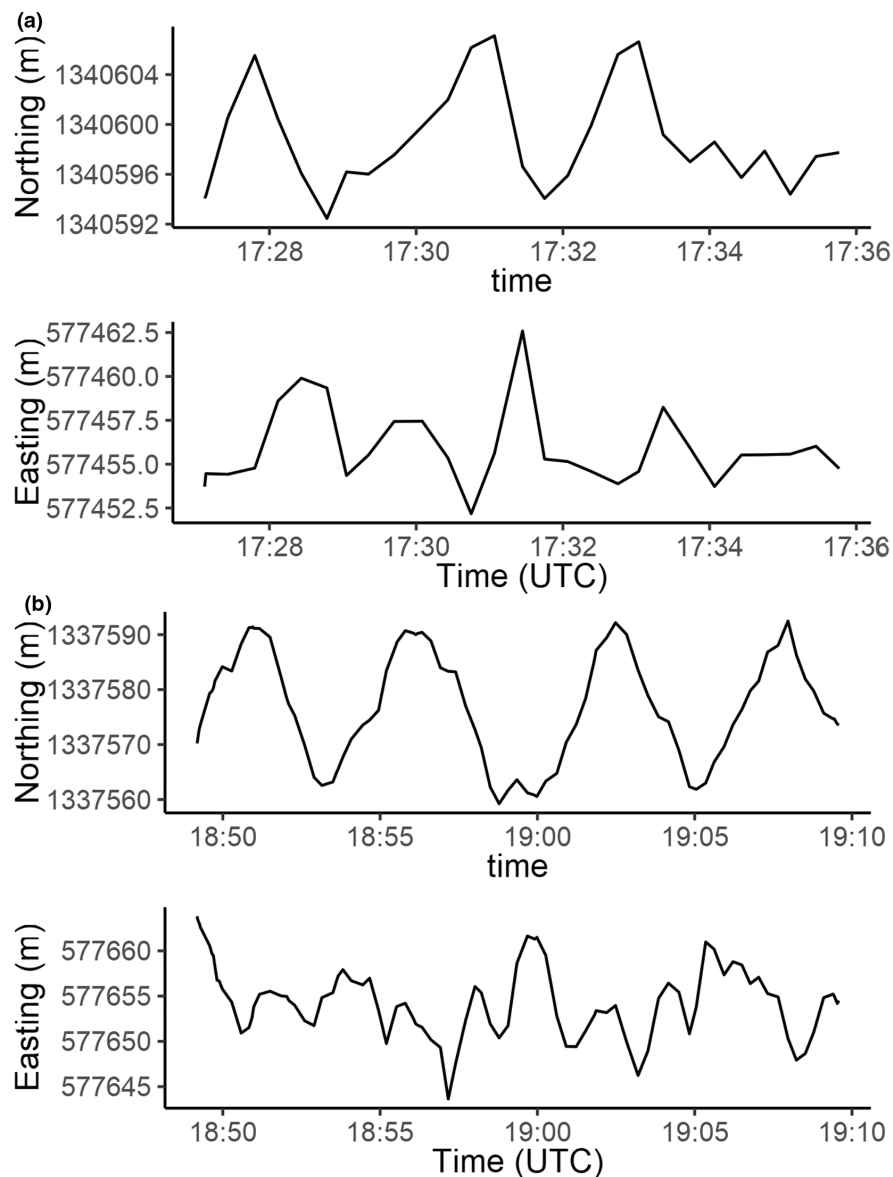 (a)
Northing (m)
1340604
1340600
1340596
1340592
17:28 17:30 17:32 17:34 17:36
time
Easting (m)
577462.5
577460.0
577457.5
577455.0
577452.5
17:28 17:30 17:32 17:34 17:36
Time (UTC)
(b)
Northing (m)
1337590
1337580
1337570
1337560
18:50 18:55 19:00 19:05 19:10
time
Easting (m)
577660
577655
577650
577645
18:50 18:55 19:00 19:05 19:10
Time (UTC)